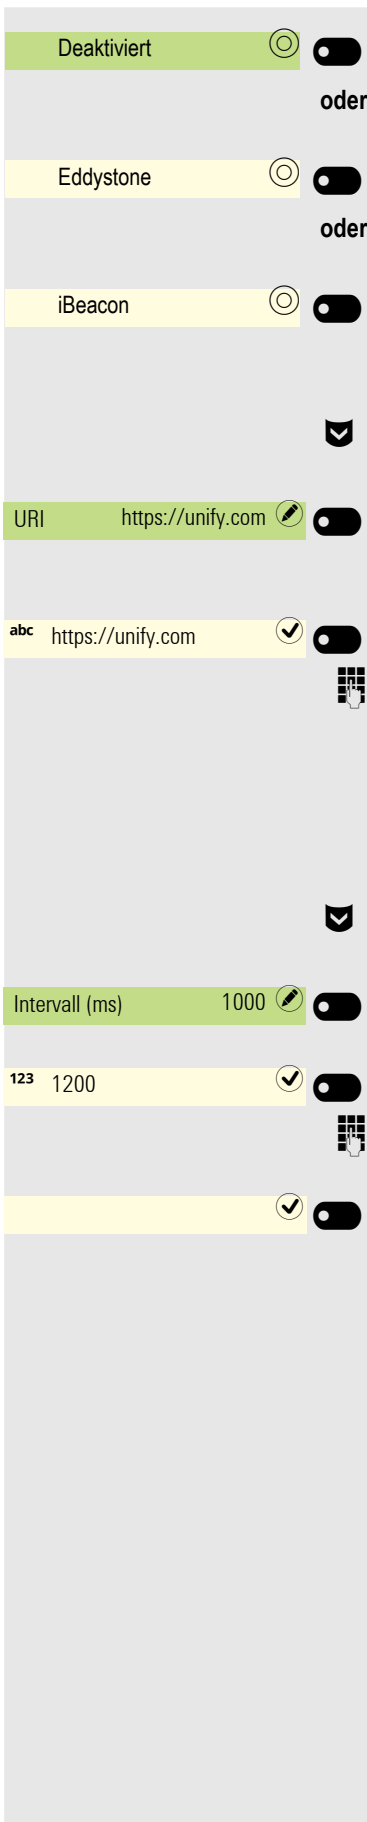 Deaktiviert
oder
Eddystone
oder
iBeacon
URI https://unify.com
abc https://unify.com
Intervall (ms) 1000
123 1200